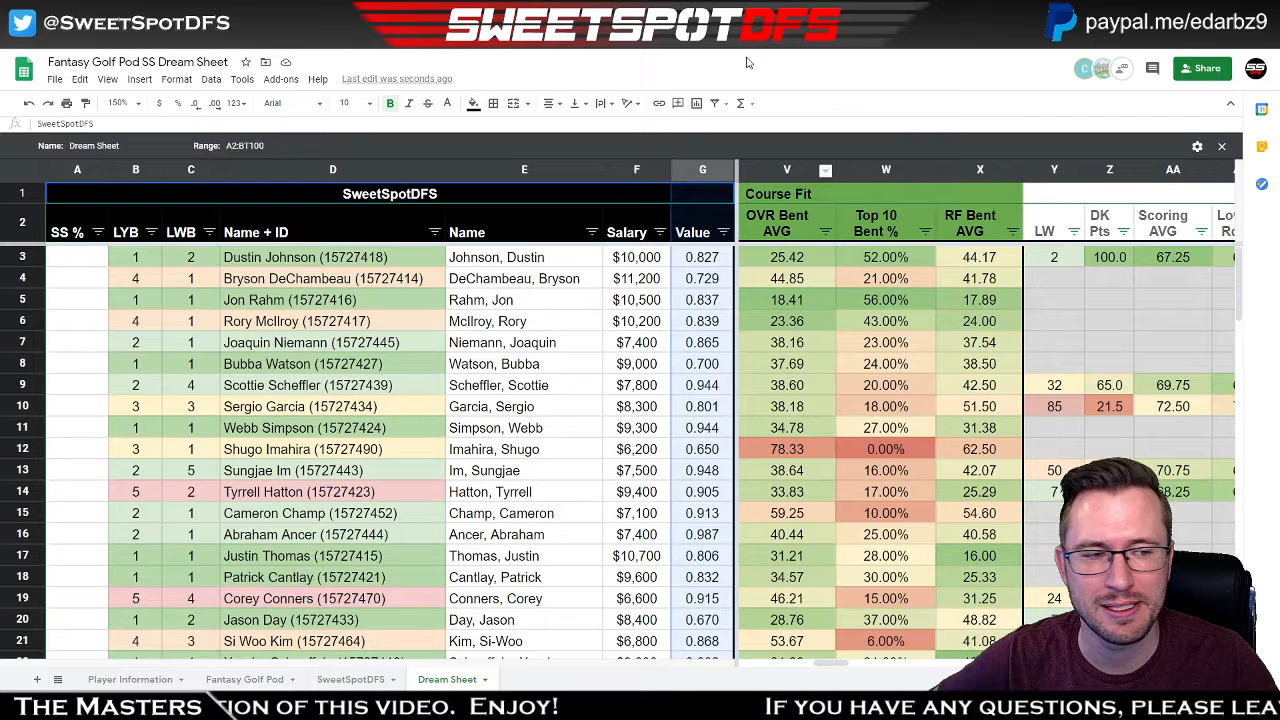 @SweetSpotDFS
SWEETSPOTDFS
paypal.me/edarbz9
Fantasy Golf Pod SS Dream Sheet
File Edit View Insert Format Data Tools Add-ons Help Last edit was seconds ago
Share
150% $ % .0 .00 123 Arial 10 B I S A
fx SweetSpotDFS
Name: Dream Sheet Range: A2:BT100
A B C D E F G V W X Y Z AA
1 SweetSpotDFS Course Fit
2 SS % LYB LWB Name + ID Name Salary Value OVR Bent AVG Top 10 Bent % RF Bent AVG LW DK Pts Scoring AVG
3 1 2 Dustin Johnson (15727418) Johnson, Dustin $10,000 0.827 25.42 52.00% 44.17 2 100.0 67.25
4 4 1 Bryson DeChambeau (15727414) DeChambeau, Bryson $11,200 0.729 44.85 21.00% 41.78
5 1 1 Jon Rahm (15727416) Rahm, Jon $10,500 0.837 18.41 56.00% 17.89
6 4 1 Rory McIlroy (15727417) McIlroy, Rory $10,200 0.839 23.36 43.00% 24.00
7 2 1 Joaquin Niemann (15727445) Niemann, Joaquin $7,400 0.865 38.16 23.00% 37.54
8 1 1 Bubba Watson (15727427) Watson, Bubba $9,000 0.700 37.69 24.00% 38.50
9 2 4 Scottie Scheffler (15727439) Scheffler, Scottie $7,800 0.944 38.60 20.00% 42.50 32 65.0 69.75
10 3 3 Sergio Garcia (15727434) Garcia, Sergio $8,300 0.801 38.18 18.00% 51.50 85 21.5 72.50
11 1 1 Webb Simpson (15727424) Simpson, Webb $9,300 0.944 34.78 27.00% 31.38
12 3 1 Shugo Imahira (15727490) Imahira, Shugo $6,200 0.650 78.33 0.00% 62.50
13 2 5 Sungjae Im (15727443) Im, Sungjae $7,500 0.948 38.64 16.00% 42.07 50 70.75
14 5 2 Tyrrell Hatton (15727423) Hatton, Tyrrell $9,400 0.905 33.83 17.00% 25.29
15 2 1 Cameron Champ (15727452) Champ, Cameron $7,100 0.913 59.25 10.00% 54.60
16 2 1 Abraham Ancer (15727444) Ancer, Abraham $7,400 0.987 40.44 25.00% 40.58
17 1 1 Justin Thomas (15727415) Thomas, Justin $10,700 0.806 31.21 28.00% 16.00
18 1 1 Patrick Cantlay (15727421) Cantlay, Patrick $9,600 0.832 34.57 30.00% 25.33
19 5 4 Corey Conners (15727470) Conners, Corey $6,600 0.915 46.21 15.00% 31.25 24
20 1 2 Jason Day (15727433) Day, Jason $8,400 0.670 28.76 37.00% 48.82
21 4 3 Si Woo Kim (15727464) Kim, Si-Woo $6,800 0.868 53.67 6.00% 41.08
Player Information Fantasy Golf Pod SweetSpotDFS Dream Sheet
The Masters ion of this video. Enjoy! If you have any questions, please lea